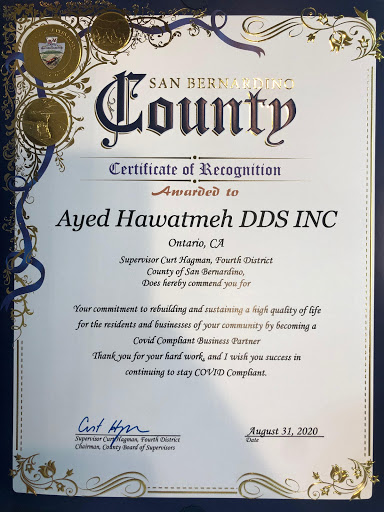 SAN BERNARDINO
County
Certificate of Recognition
Awarded to
Ayed Hawatmeh DDS INC
Ontario, CA
Supervisor Curt Hagman, Fourth District
County of San Bernardino,
Does hereby commend you for
Your commitment to rebuilding and sustaining a high quality of life
for the residents and businesses of your community by becoming a
Covid Compliant Business Partner
Thank you for your hard work, and I wish you success in
continuing to stay COVID Compliant.
Supervisor Curt Hagman, Fourth District
Chairman, County Board of Supervisors
August 31, 2020
Date